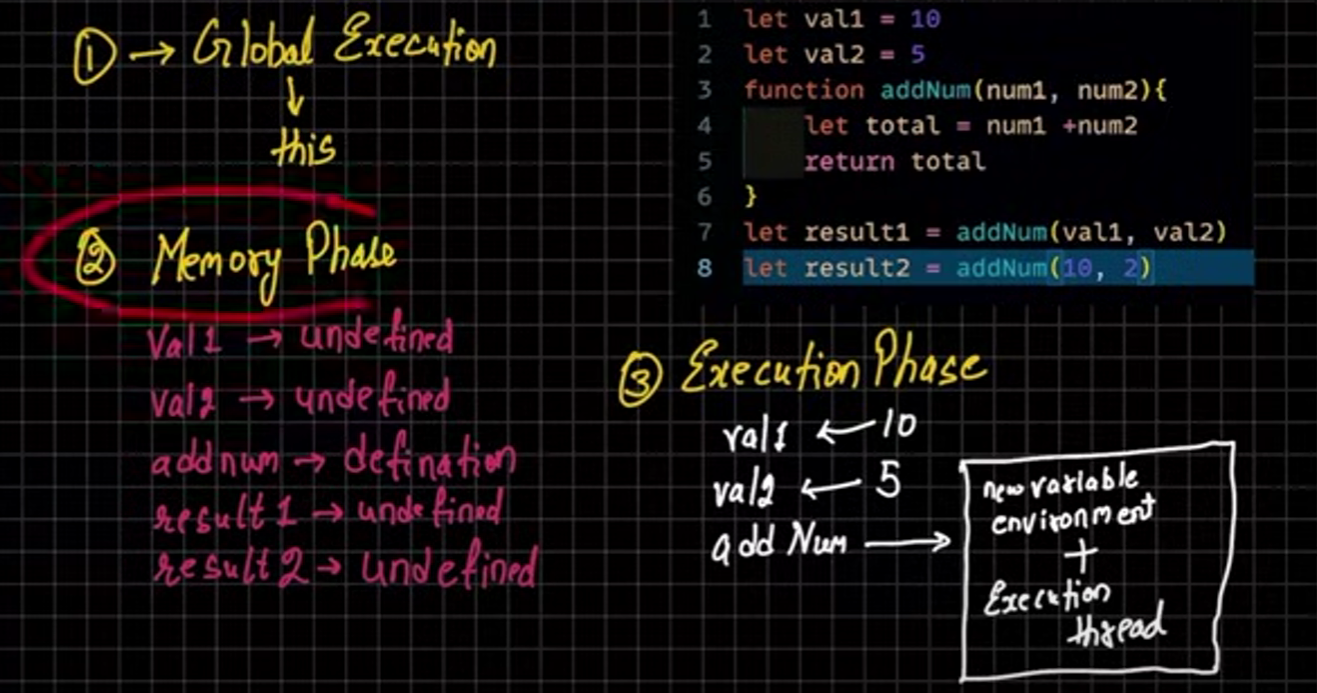 ① → Global Execution
↓
this
② Memory Phase
val1 → undefined
val2 → undefined
addnum → defination
result1 → undefined
result2 → undefined
1 let val1 = 10
2 let val2 = 5
3 function addNum(num1, num2){
4 let total = num1 +num2
5 return total
6 }
7 let result1 = addNum(val1, val2)
8 let result2 = addNum(10, 2)
③ Execution Phase
val1 ← 10
val2 ← 5
addNum →
new variable
environment
+
Execution
thread